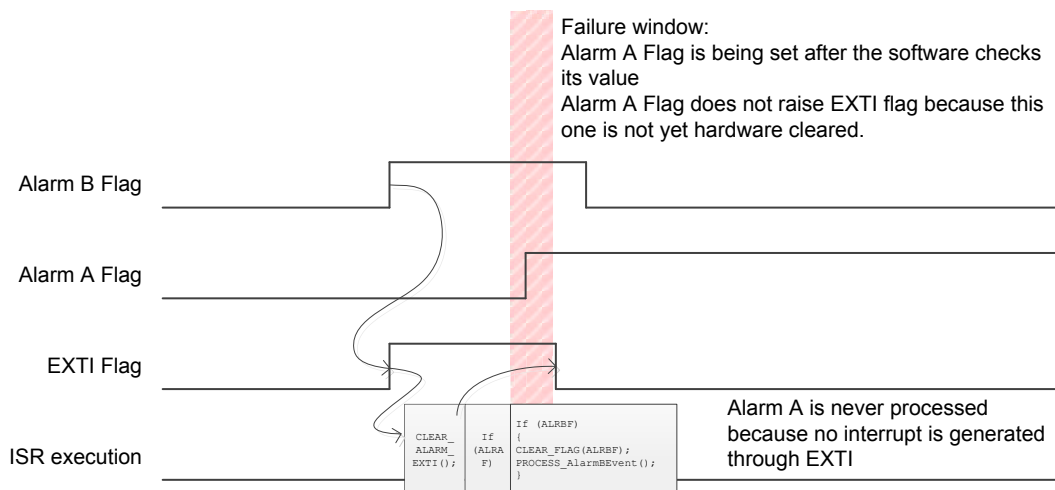 Failure window:
Alarm A Flag is being set after the software checks
its value
Alarm A Flag does not raise EXTI flag because this
one is not yet hardware cleared.
Alarm B Flag
Alarm A Flag
EXTI Flag
ISR execution
CLEAR_
ALARM_
EXTI();
If
(ALRA
F)
If (ALRBF)
{
CLEAR_FLAG(ALRBF);
PROCESS_AlarmBEvent();
}
Alarm A is never processed
because no interrupt is generated
through EXTI